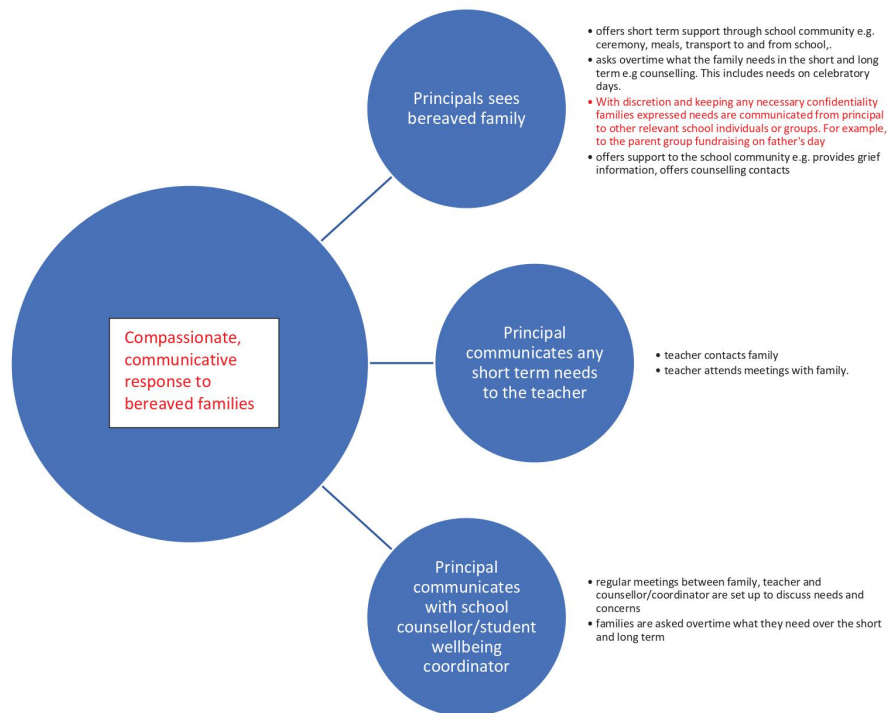 Compassionate,
communicative
response to
bereaved families
Principals sees
bereaved family
• offers short term support through school community e.g.
ceremony, meals, transport to and from school,.
• asks overtime what the family needs in the short and long
term e.g counselling. This includes needs on celebratory
days.
• With discretion and keeping any necessary confidentiality
families expressed needs are communicated from principal
to other relevant school individuals or groups. For example,
to the parent group fundraising on father's day
• offers support to the school community e.g. provides grief
information, offers counselling contacts
Principal
communicates any
short term needs
to the teacher
• teacher contacts family
• teacher attends meetings with family.
Principal
communicates
with school
counsellor/student
wellbeing
coordinator
• regular meetings between family, teacher and
counsellor/coordinator are set up to discuss needs and
concerns
• families are asked overtime what they need over the short
and long term